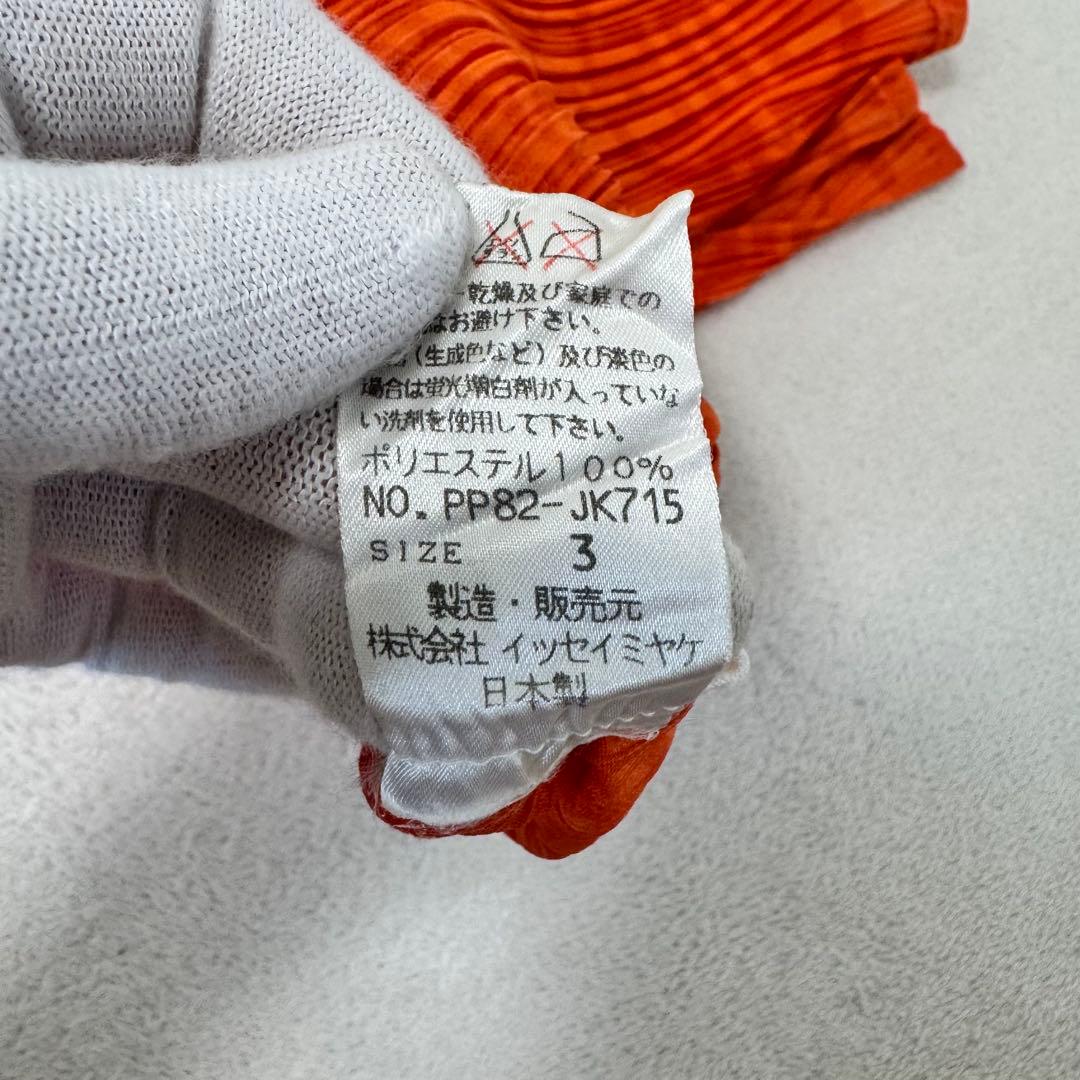 乾燥及び家庭での
はお避け下さい。
(生成色など)及び淡色の
場合は蛍光増白剤が入っていな
い洗剤を使用して下さい。
ポリエステル100%
NO. PP82-JK715
SIZE 3
製造・販売元
株式会社 イッセイミヤケ
日本製